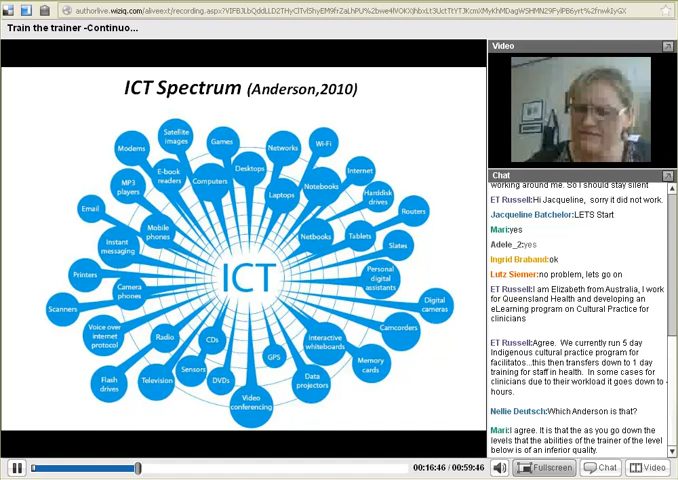 authorlive.wiziq.com/aliveext/recording.aspx?
Train the trainer -Continuo...
ICT Spectrum (Anderson,2010)
Satellite
images
Games
Modems
Networks
Wi-Fi
E-book
readers
Desktops
Internet
MP3
players
Computers
Laptops
Notebooks
Harddisk
drives
Email
Mobile
phones
Routers
Instant
messaging
Netbooks
Tablets
Slates
ICT
Printers
Camera
phones
Personal
digital
assistants
Scanners
Digital
cameras
Voice over
internet
protocol
Radio
CDs
Interactive
whiteboards
Camcorders
GPS
Sensors
Memory
cards
Flash
drives
Television
DVDs
Data
projectors
Video
conferencing
Video
Chat
working around me. So I should stay silent
ET Russell:Hi Jacqueline, sorry it did not work.
Jacqueline Batchelor:LETS Start
Mari:yes
Adele_2:yes
Ingrid Braband:ok
Lutz Siemer:no problem, lets go on
ET Russell:I am Elizabeth from Australia, I work
for Queensland Health and developing an
eLearning program on Cultural Practice for
clinicians
ET Russell:Agree. We currently run 5 day
Indigenous cultural practice program for
facilitatos...this then transfers down to 1 day
training for staff in health. In some cases for
clinicians due to their workload it goes down to
hours.
Nellie Deutsch:Which Anderson is that?
Mari:I agree. It is that the as you go down the
levels that the abilities of the trainer of the level
below is of an inferior quality.
00:16:46 / 00:59:46
Fullscreen
Chat
Video